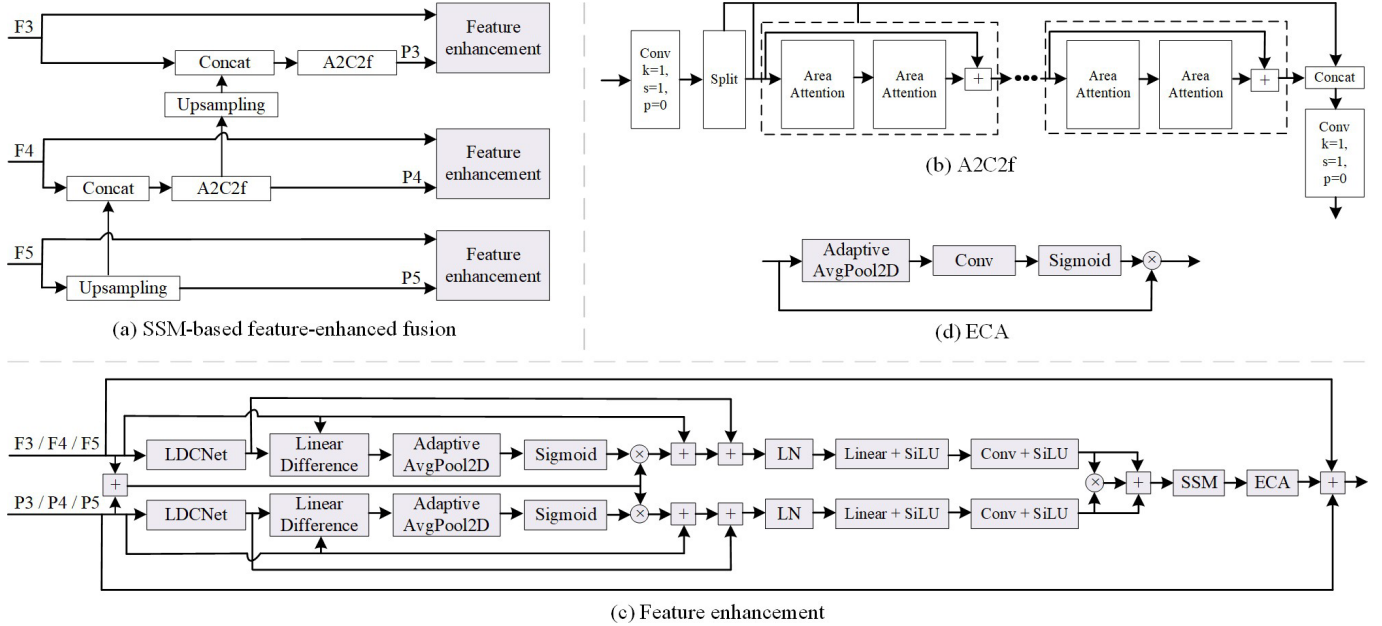 F3
Concat
A2C2f
P3
Feature
enhancement
Upsampling
F4
Concat
A2C2f
P4
Feature
enhancement
F5
Upsampling
P5
Feature
enhancement
(a) SSM-based feature-enhanced fusion
Conv
k=1,
s=1,
p=0
Split
Area
Attention
Area
Attention
+
Area
Attention
Area
Attention
+
Concat
Conv
k=1,
s=1,
p=0
(b) A2C2f
Adaptive
AvgPool2D
Conv
Sigmoid
×
(d) ECA
F3 / F4 / F5
LDCNet
Linear
Difference
Adaptive
AvgPool2D
Sigmoid
×
+
+
LN
Linear + SiLU
Conv + SiLU
+
×
+
SSM
ECA
+
P3 / P4 / P5
LDCNet
Linear
Difference
Adaptive
AvgPool2D
Sigmoid
×
+
+
LN
Linear + SiLU
Conv + SiLU
(c) Feature enhancement